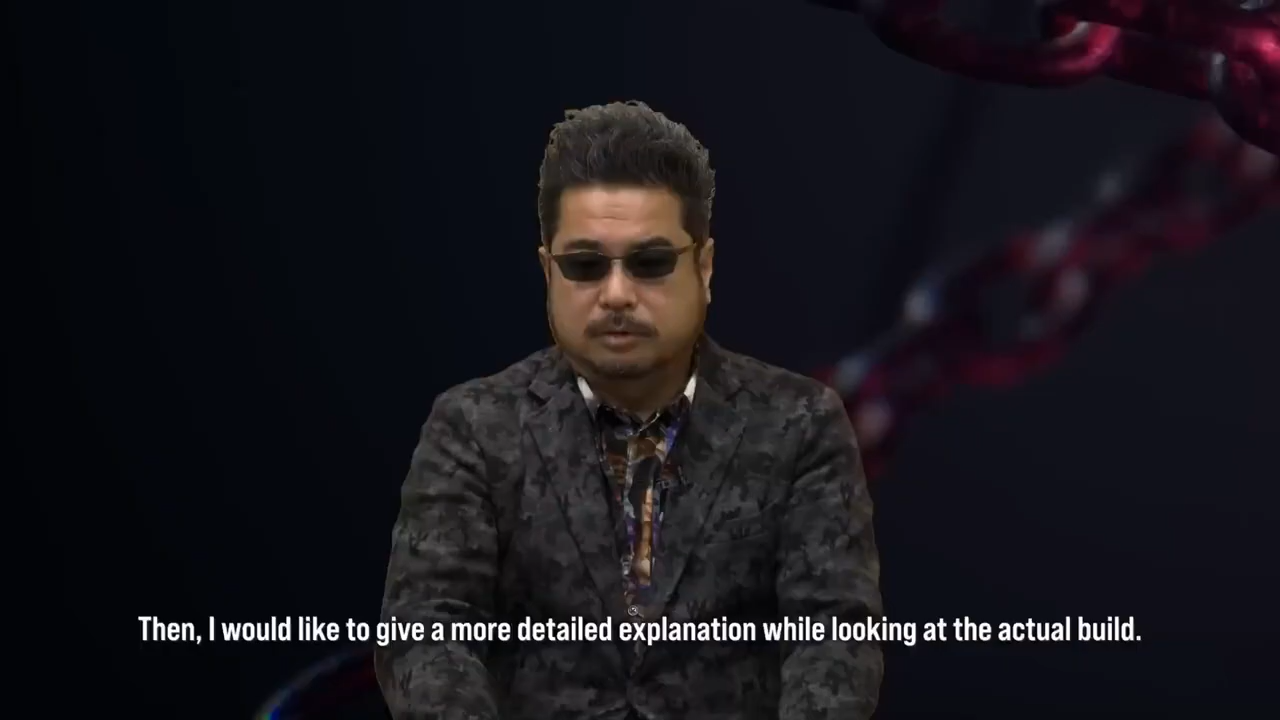 Then, I would like to give a more detailed explanation while looking at the actual build.